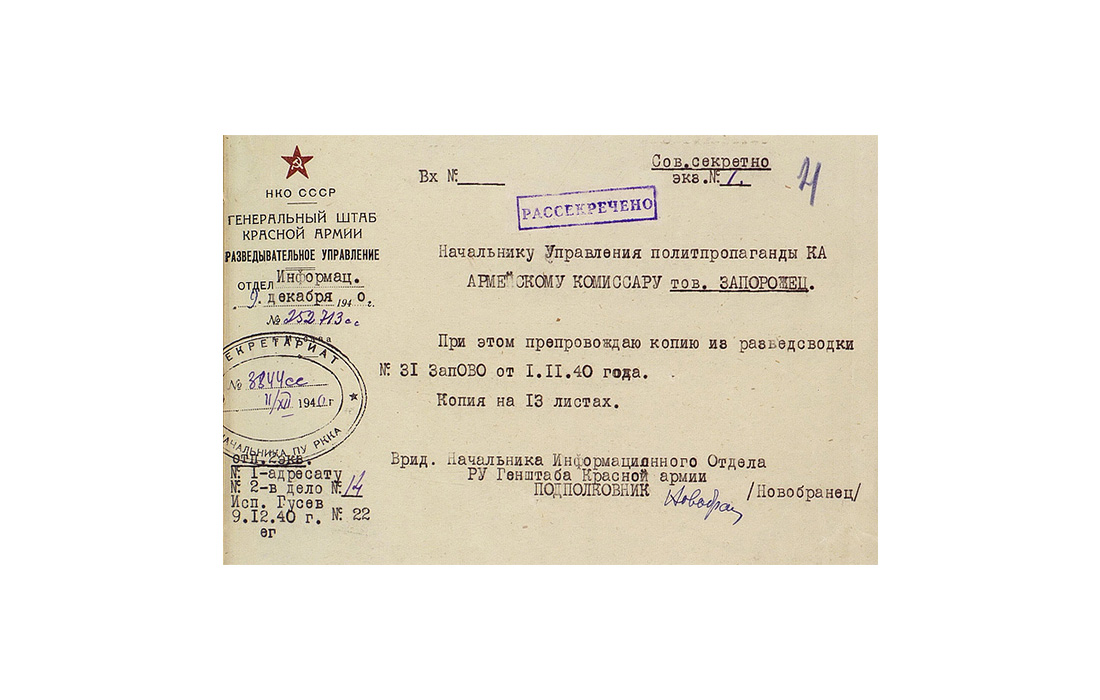 НКО СССР
ГЕНЕРАЛЬНЫЙ ШТАБ
КРАСНОЙ АРМИИ
РАЗВЕДЫВАТЕЛЬНОЕ УПРАВЛЕНИЕ
ОТДЕЛ Информац.
"9" декабря 1940 г.
№ 252713сс
Вх №
Сов.секретно
экз.№ 1.
РАССЕКРЕЧЕНО
Начальнику Управления политпропаганды КА
АРМЕЙСКОМУ КОМИССАРУ тов. ЗАПОРОЖЕЦ.
При этом препровождаю копию из разведсводки
№ 31 ЗапОВО от 1.11.40 года.
Копия на 13 листах.
Врид. Начальника Информационного Отдела
РУ Генштаба Красной армии
ПОДПОЛКОВНИК Новобран /Новобранец/
СЕКРЕТАРИАТ
№ 3844сс
11/XII 1940 г
НАЧАЛЬНИКА ПУ РККА
отп.2экз.
№ 1-адресату
№ 2-в дело № 14
Исп. Гусев
9.12.40 г. № 22
ег